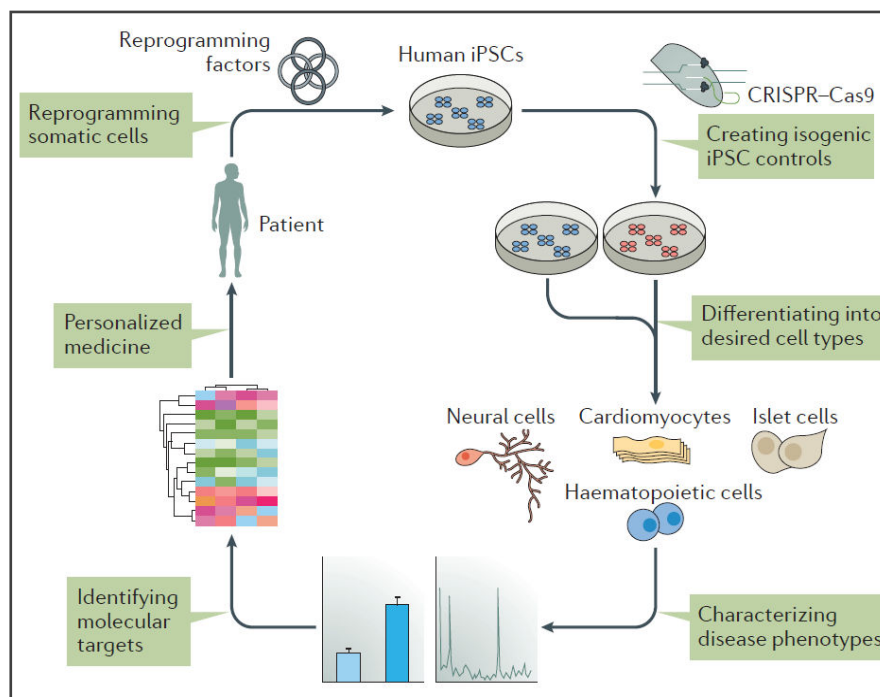 Reprogramming
factors
Human iPSCs
CRISPR–Cas9
Reprogramming
somatic cells
Creating isogenic
iPSC controls
Patient
Personalized
medicine
Differentiating into
desired cell types
Neural cells
Cardiomyocytes
Islet cells
Haematopoietic cells
Identifying
molecular
targets
Characterizing
disease phenotypes